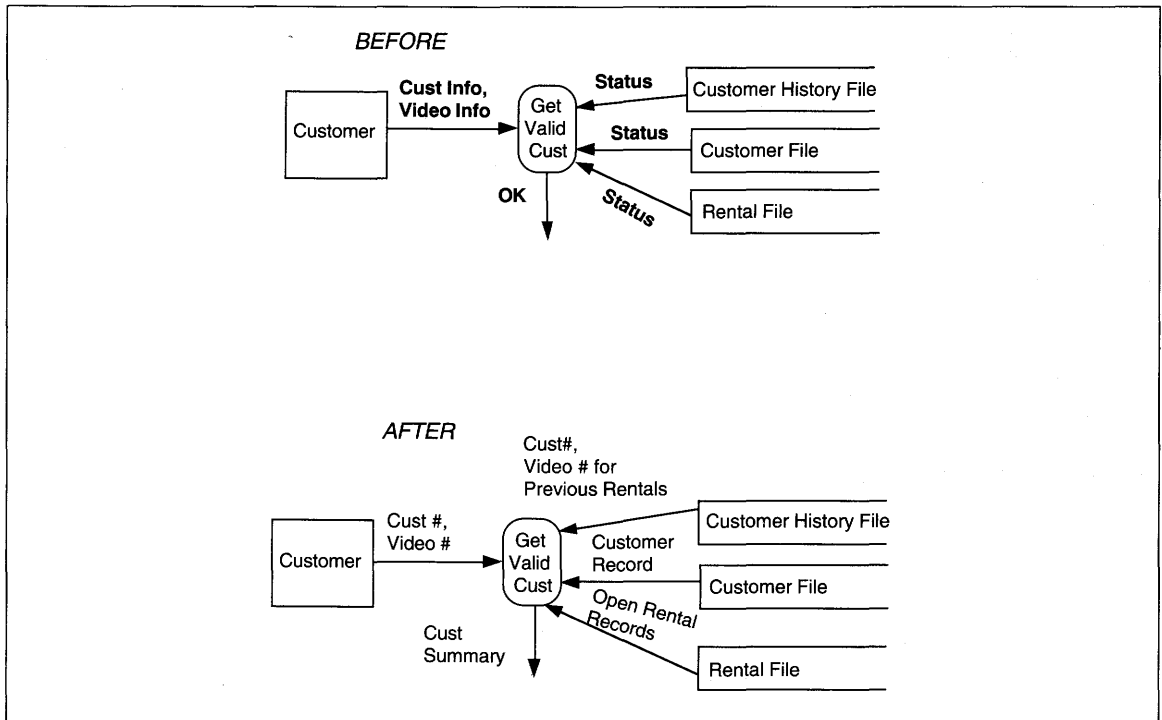 BEFORE
Customer
Cust Info,
Video Info
Get
Valid
Cust
OK
Status
Status
Status
Customer History File
Customer File
Rental File
AFTER
Customer
Cust #,
Video #
Cust#,
Video # for
Previous Rentals
Get
Valid
Cust
Cust
Summary
Customer
Record
Open Rental
Records
Customer History File
Customer File
Rental File